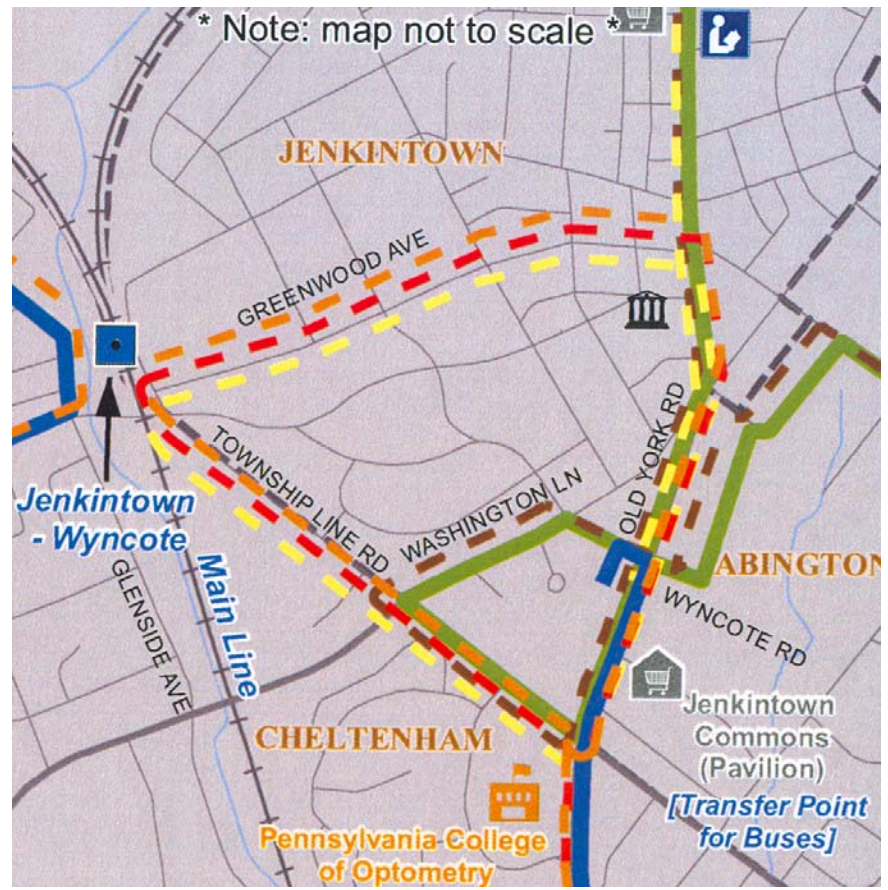 * Note: map not to scale *
JENKINTOWN
GREENWOOD AVE
OLD YORK RD
TOWNSHIP LINE RD
WASHINGTON LN
Jenkintown
- Wyncote
ABINGTON
WYNCOTE RD
GLENSIDE AVE
Main Line
CHELTENHAM
Jenkintown
Commons
(Pavilion)
[Transfer Point
for Buses]
Pennsylvania College
of Optometry